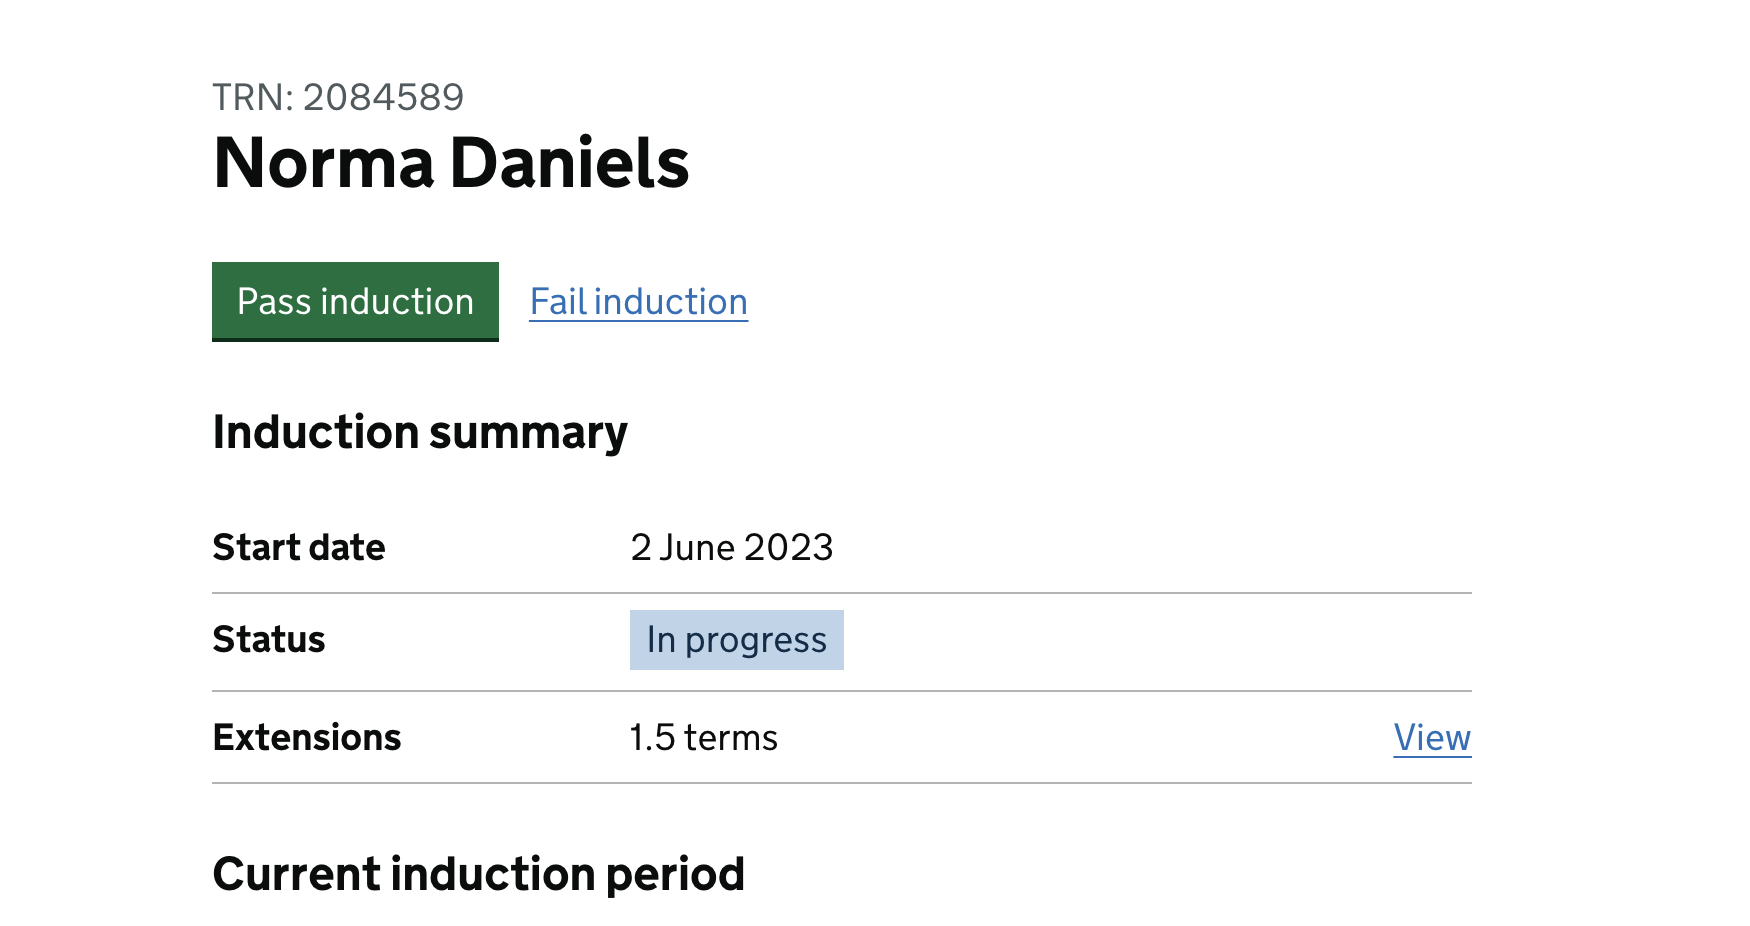 TRN: 2084589
Norma Daniels
Pass induction Fail induction
Induction summary
Start date 2 June 2023
Status In progress
Extensions 1.5 terms View
Current induction period